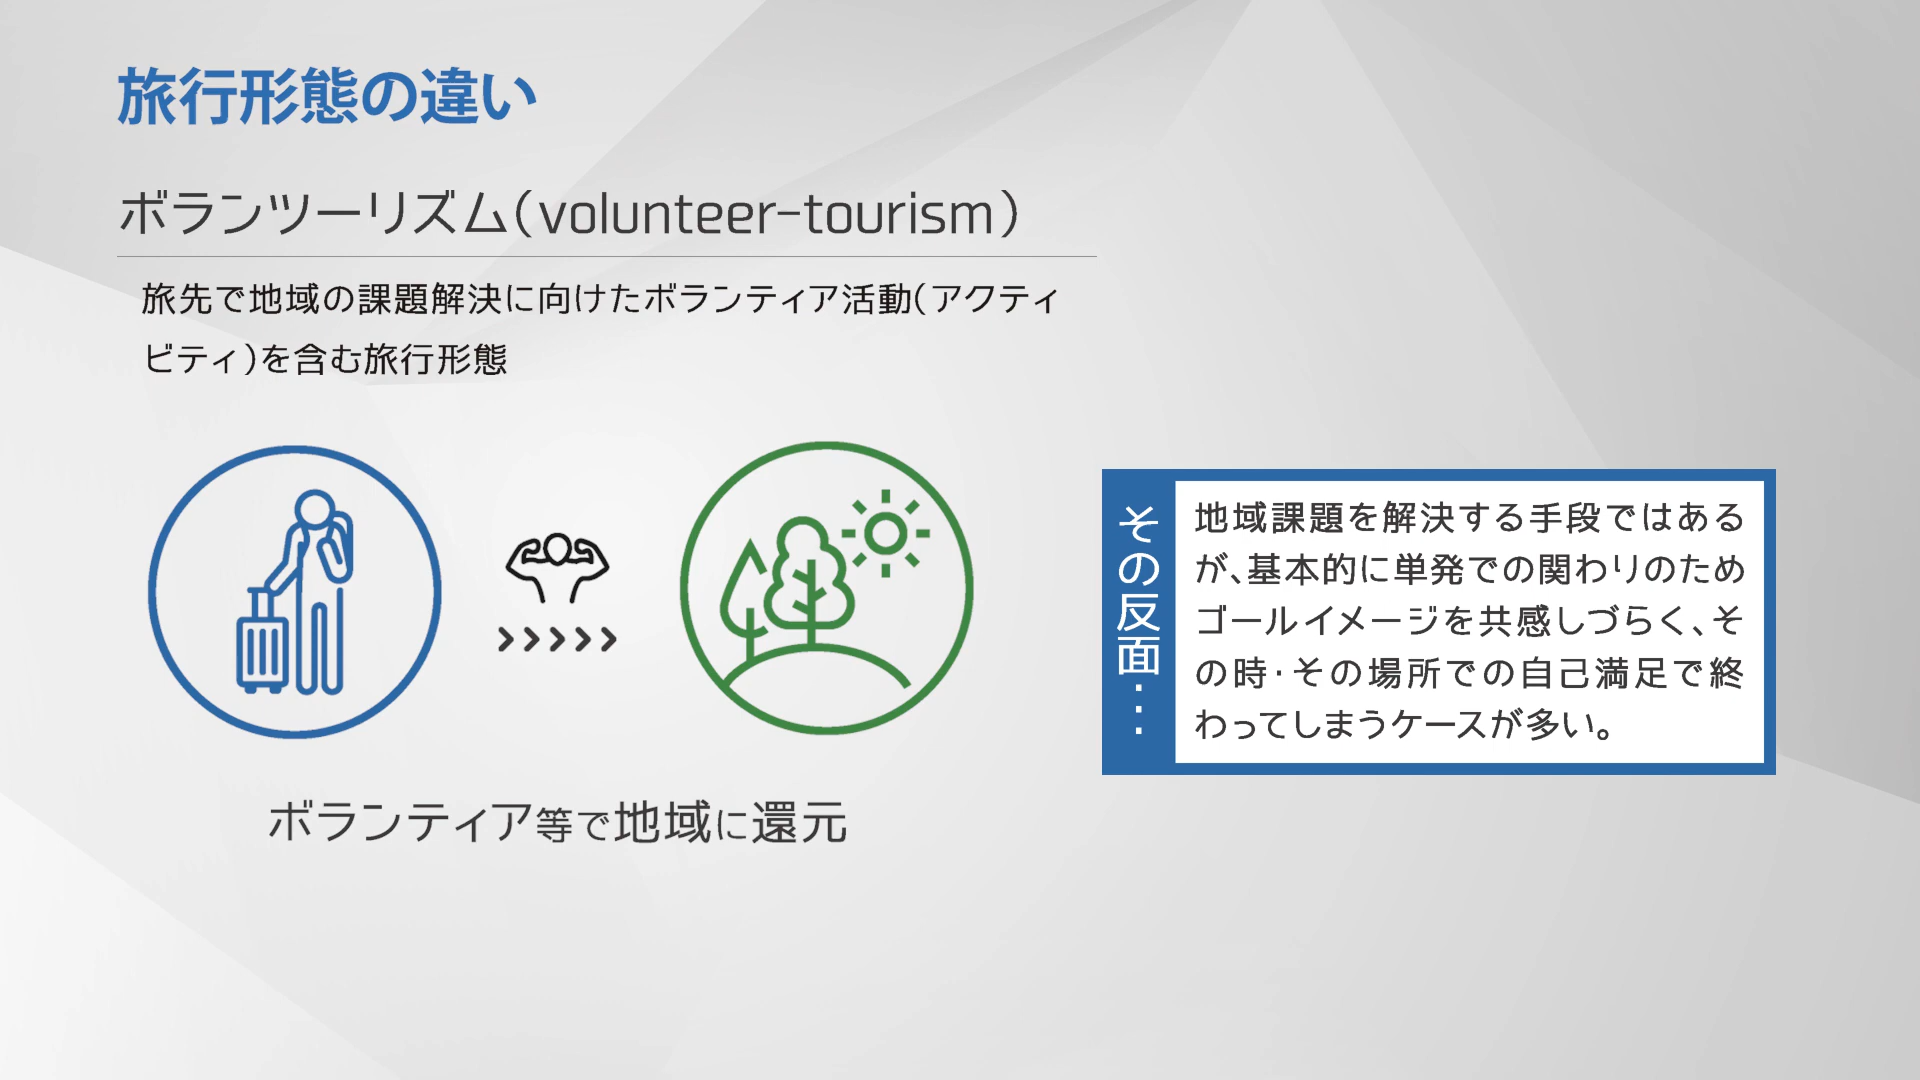 旅行形態の違い
ボランツーリズム(volunteer-tourism)
旅先で地域の課題解決に向けたボランティア活動(アクティ
ビティ)を含む旅行形態
ボランティア等で地域に還元
その反面…
地域課題を解決する手段ではある
が、基本的に単発での関わりのため
ゴールイメージを共感しづらく、そ
の時・その場所での自己満足で終
わってしまうケースが多い。